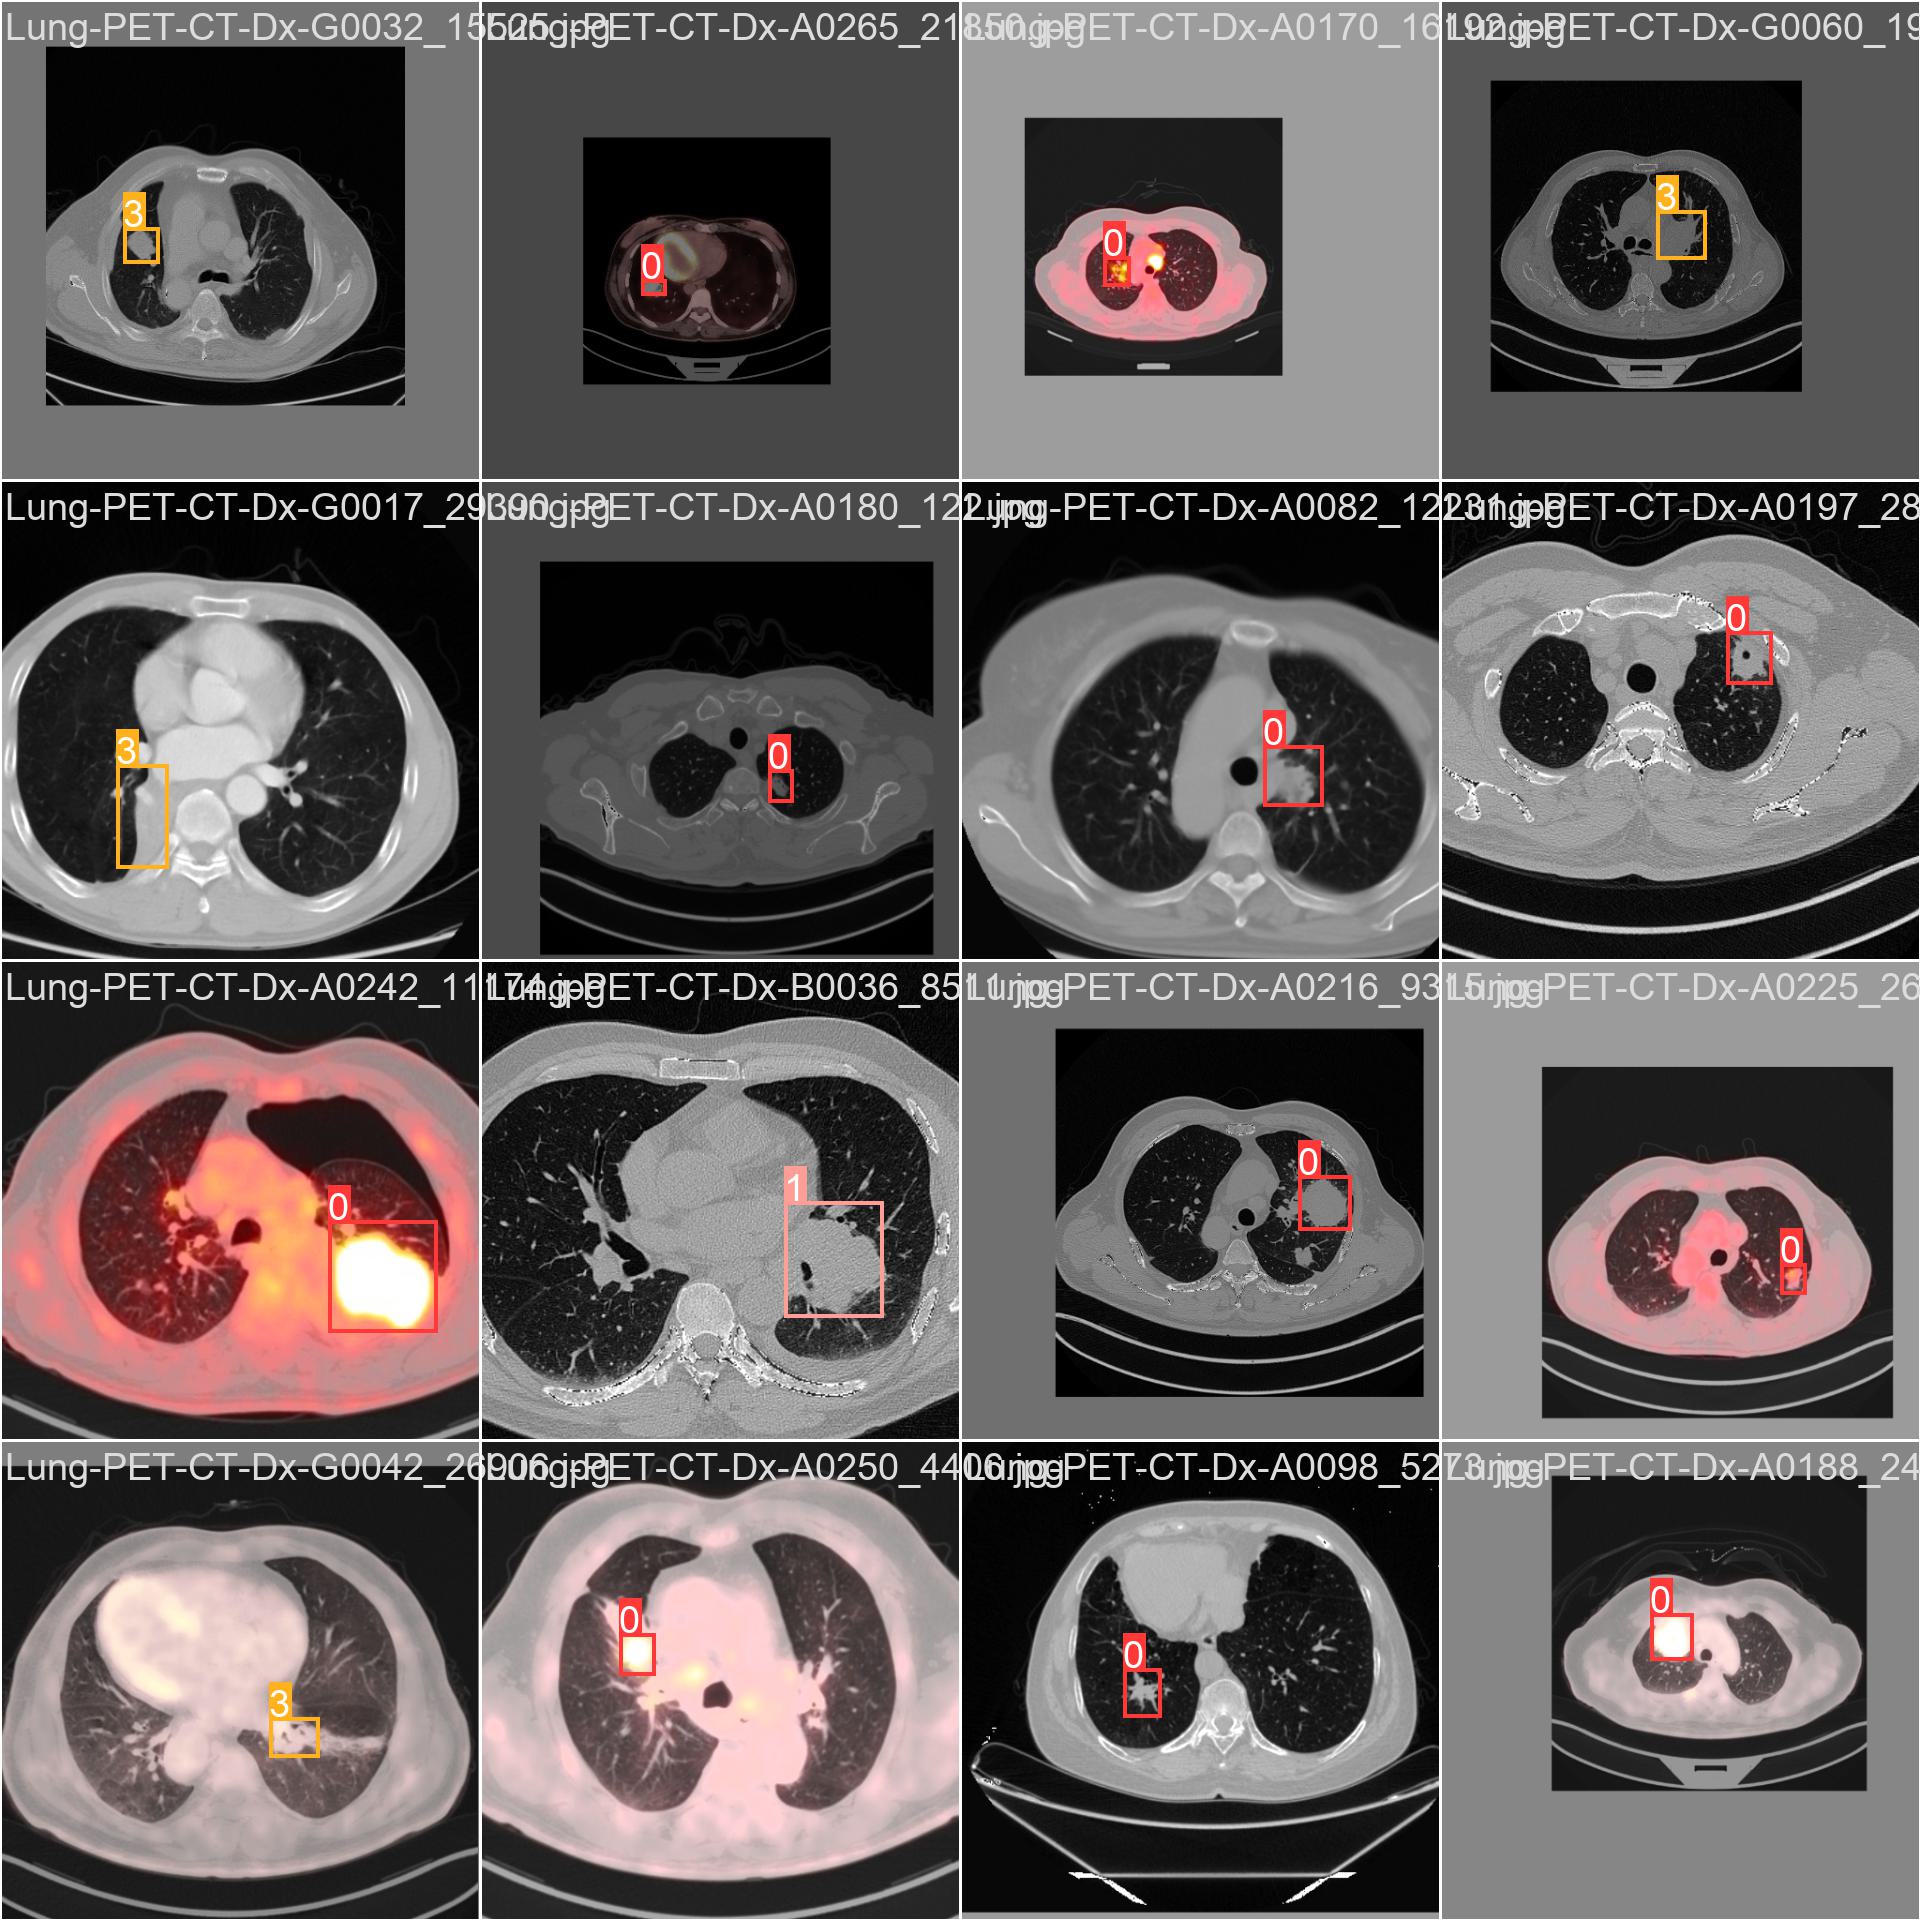 Lung-PET-CT-Dx-G0032_15525.jpg
Lung-PET-CT-Dx-A0265_21850.jpg
Lung-PET-CT-Dx-A0170_16192.jpg
Lung-PET-CT-Dx-G0060_19
3
0
0
3
Lung-PET-CT-Dx-G0017_29390.jpg
Lung-PET-CT-Dx-A0180_1221.jpg
Lung-PET-CT-Dx-A0082_12231.jpg
Lung-PET-CT-Dx-A0197_28
3
0
0
0
Lung-PET-CT-Dx-A0242_11174.jpg
Lung-PET-CT-Dx-B0036_8511.jpg
Lung-PET-CT-Dx-A0216_9315.jpg
Lung-PET-CT-Dx-A0225_26
0
1
0
0
Lung-PET-CT-Dx-G0042_26906.jpg
Lung-PET-CT-Dx-A0250_4406.jpg
Lung-PET-CT-Dx-A0098_5273.jpg
Lung-PET-CT-Dx-A0188_24
3
0
0
0